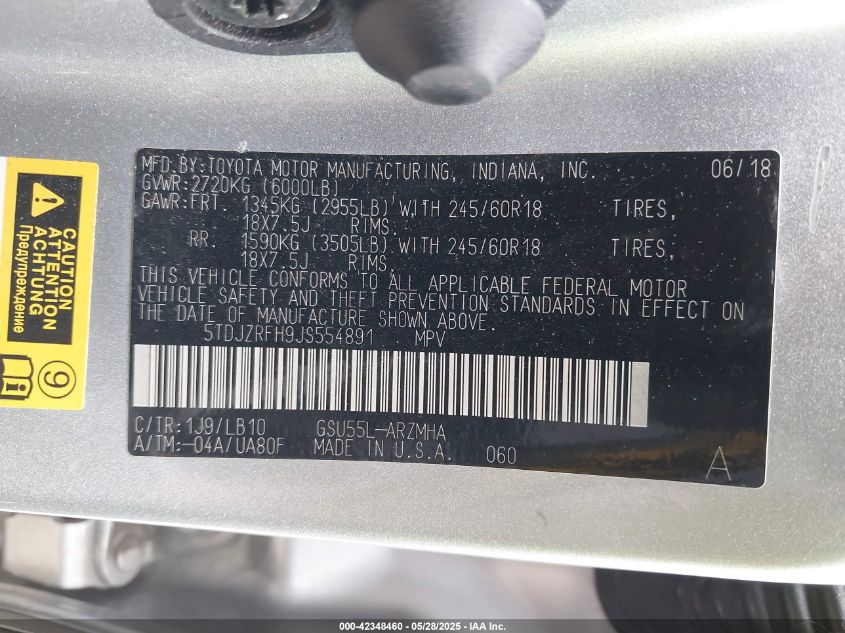 MFD.BY:TOYOTA MOTOR MANUFACTURING, INDIANA, INC. 06/18
GVWR:2720KG (6000LB)
GAWR:FRT. 1345KG (2955LB) WITH 245/60R18 TIRES,
18X7.5J RIMS.
RR. 1590KG (3505LB) WITH 245/60R18 TIRES,
18X7.5J RIMS.
THIS VEHICLE CONFORMS TO ALL APPLICABLE FEDERAL MOTOR
VEHICLE SAFETY AND THEFT PREVENTION STANDARDS IN EFFECT ON
THE DATE OF MANUFACTURE SHOWN ABOVE.
5TDJZRFH9JS554891 MPV
C/TR:1J9/LB10 GSU55L-ARZMHA
A/TM:-04A/UA80F MADE IN U.S.A. 060 A
CAUTION
ATTENTION
ACHTUNG
Предупреждение
9
000-42348460 - 05/28/2025 - IAA Inc.